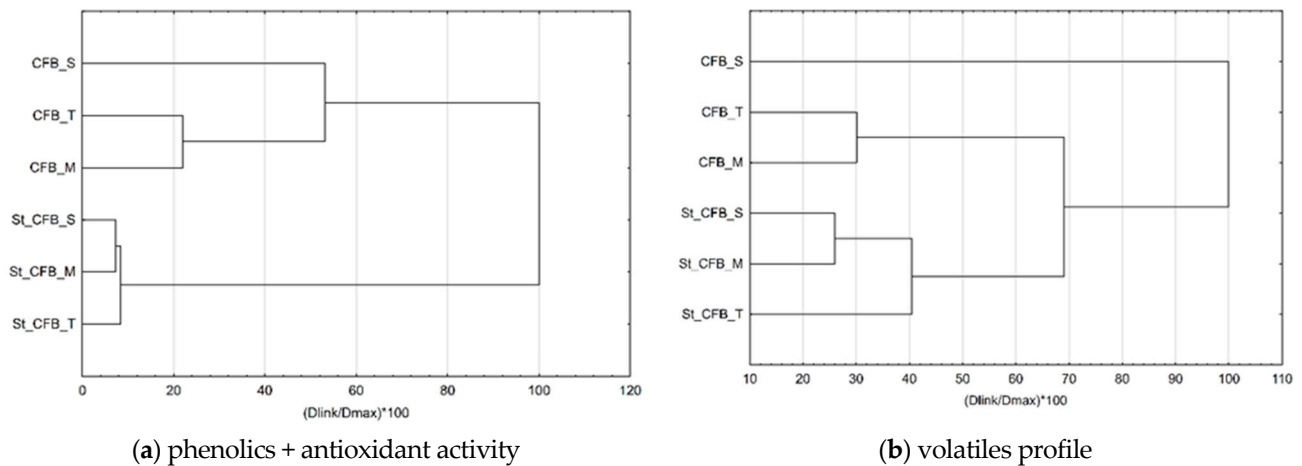 CFB_S
CFB_T
CFB_M
St_CFB_S
St_CFB_M
St_CFB_T
0 20 40 60 80 100 120
(Dlink/Dmax)*100
(a) phenolics + antioxidant activity
CFB_S
CFB_T
CFB_M
St_CFB_S
St_CFB_M
St_CFB_T
10 20 30 40 50 60 70 80 90 100 110
(Dlink/Dmax)*100
(b) volatiles profile